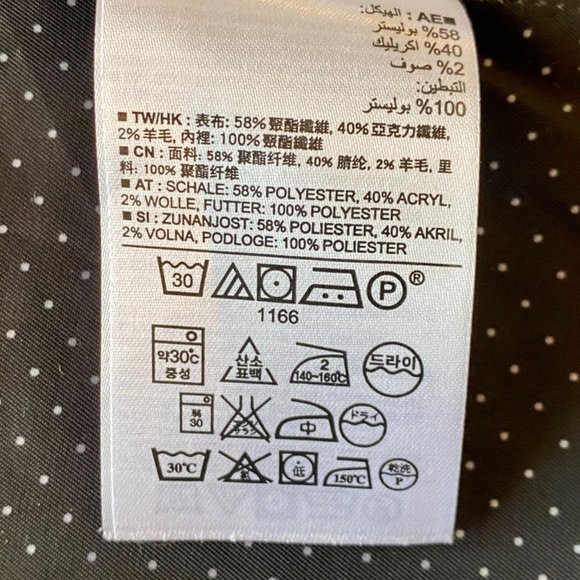 ■AE : الهيكل:
58% بوليستر
40% اكريليك
2% صوف
التبطين:
100% بوليستر
■ TW/HK : 表布: 58% 聚酯纖維, 40% 亞克力纖維,
2% 羊毛, 內裡: 100% 聚酯纖維
■ CN : 面料: 58% 聚酯纤维, 40% 腈纶, 2% 羊毛, 里
料: 100% 聚酯纤维
■ AT : SCHALE: 58% POLYESTER, 40% ACRYL,
2% WOLLE, FUTTER: 100% POLYESTER
■ SI : ZUNANJOST: 58% POLIESTER, 40% AKRIL,
2% VOLNA, PODLOGE: 100% POLIESTER
30 P ®
1166
약30℃ 중성 산소 표백 2 140~160℃ 드라이
弱 30 中 ドライ
30℃ 低 150℃ 乾洗 P